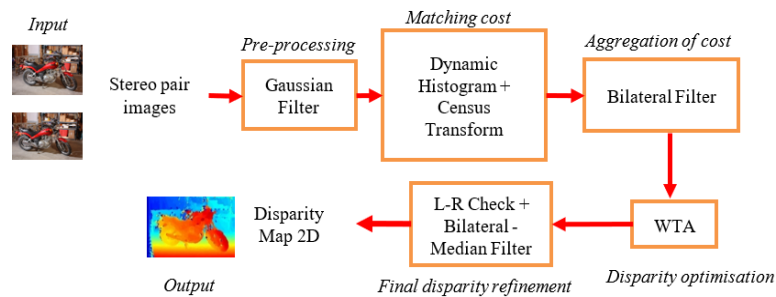 Input
Stereo pair
images
Pre-processing
Gaussian
Filter
Matching cost
Dynamic
Histogram +
Census
Transform
Aggregation of cost
Bilateral Filter
WTA
Disparity optimisation
L-R Check +
Bilateral -
Median Filter
Final disparity refinement
Disparity
Map 2D
Output